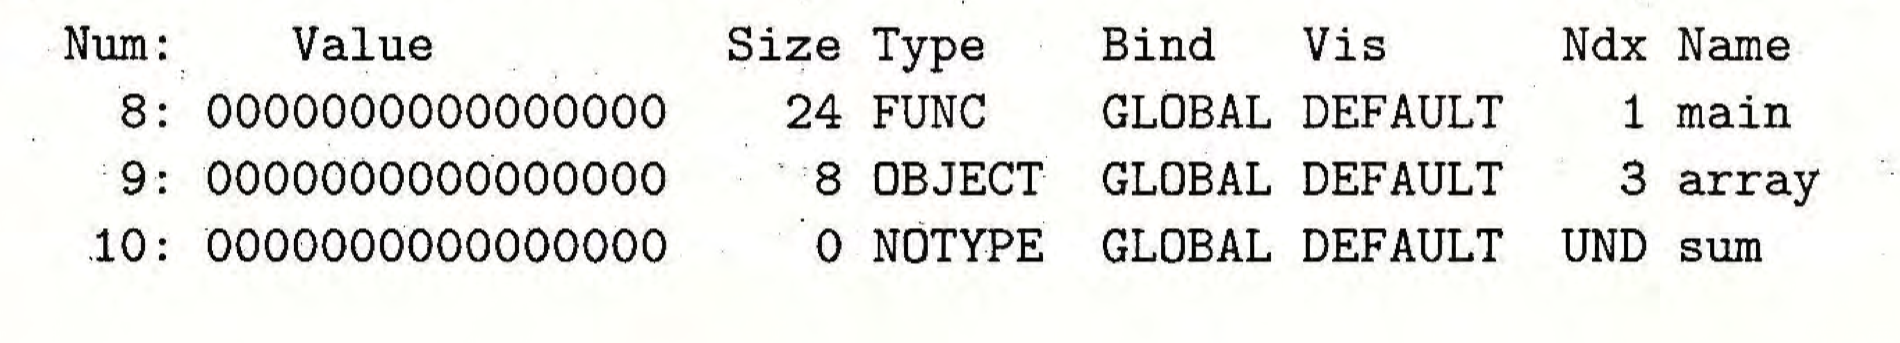 Num: Value Size Type Bind Vis Ndx Name
8: 0000000000000000 24 FUNC GLOBAL DEFAULT 1 main
9: 0000000000000000 8 OBJECT GLOBAL DEFAULT 3 array
10: 0000000000000000 0 NOTYPE GLOBAL DEFAULT UND sum